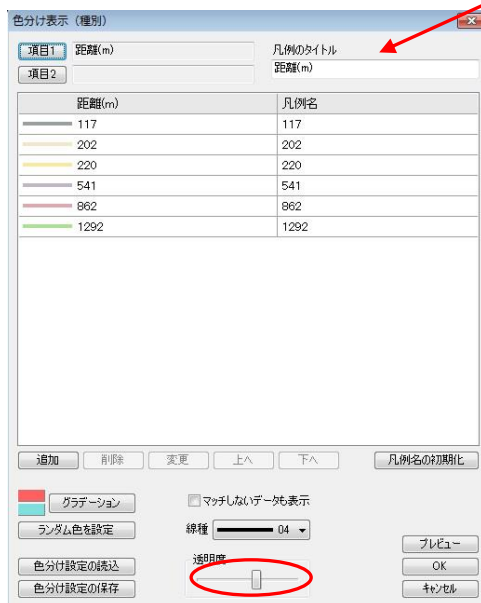 色分け表示（種別）
項目1 距離(m) 凡例のタイトル
項目2 距離(m)
距離(m) 凡例名
117 117
202 202
220 220
541 541
862 862
1292 1292
追加 削除 変更 上へ 下へ 凡例名の初期化
グラデーション マッチしないデータも表示
ランダム色を設定 線種 04
プレビュー
色分け設定の読込 透明度 OK
色分け設定の保存 キャンセル